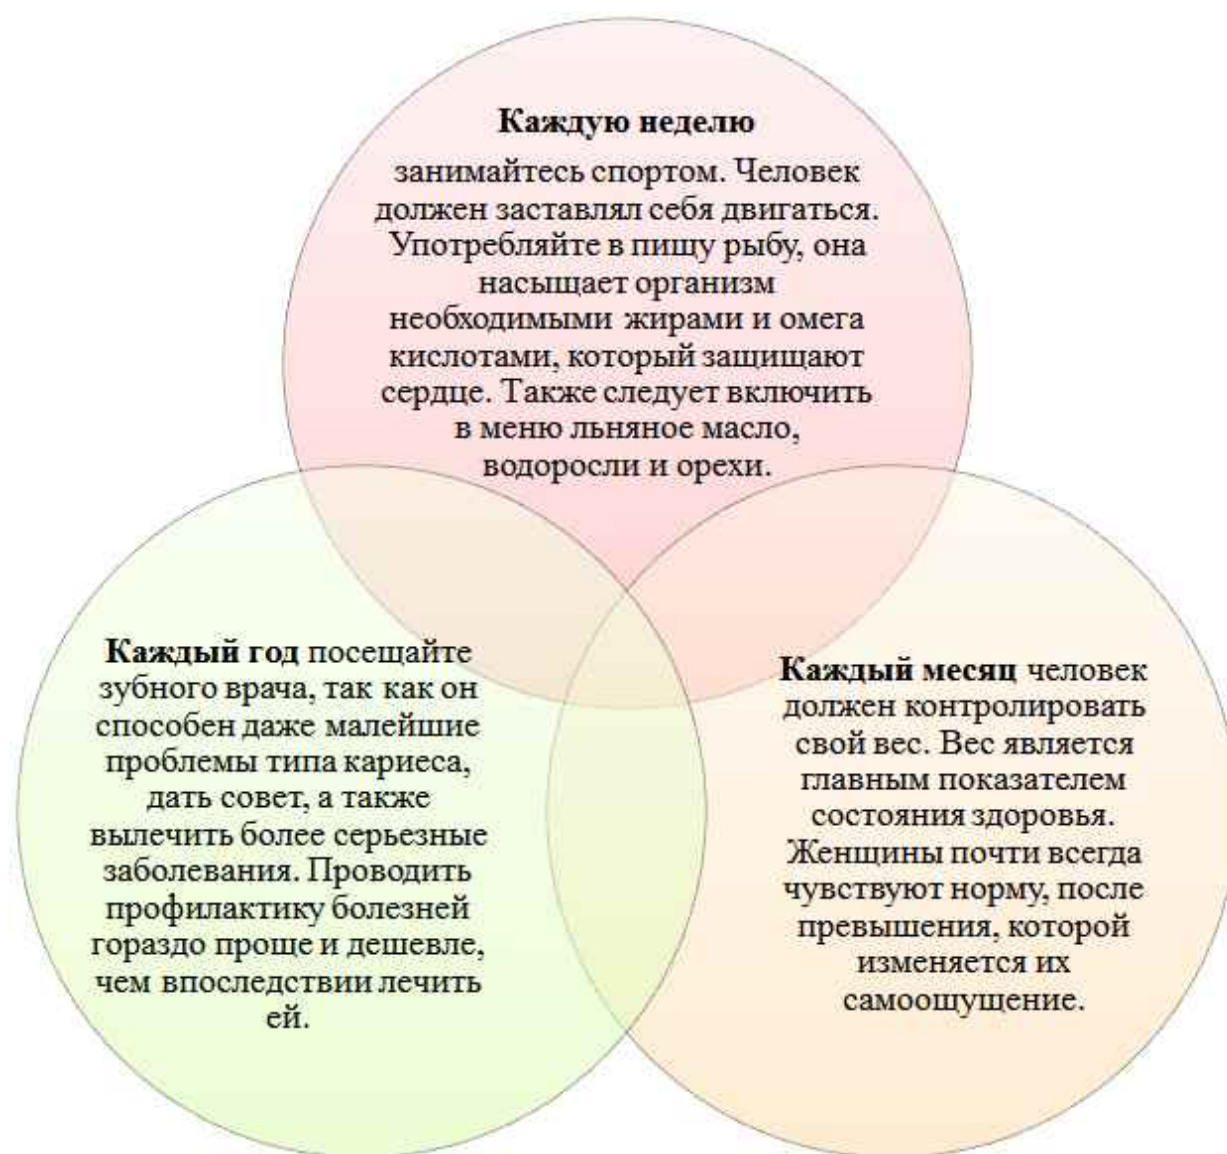 Каждую неделю
занимайтесь спортом. Человек
должен заставлял себя двигаться.
Употребляйте в пищу рыбу, она
насыщает организм
необходимыми жирами и омега
кислотами, который защищают
сердце. Также следует включить
в меню льняное масло,
водоросли и орехи.
Каждый год посещайте
зубного врача, так как он
способен даже малейшие
проблемы типа кариеса,
дать совет, а также
вылечить более серьезные
заболевания. Проводить
профилактику болезней
гораздо проще и дешевле,
чем впоследствии лечить
ей.
Каждый месяц человек
должен контролировать
свой вес. Вес является
главным показателем
состояния здоровья.
Женщины почти всегда
чувствуют норму, после
превышения, которой
изменяется их
самоощущение.